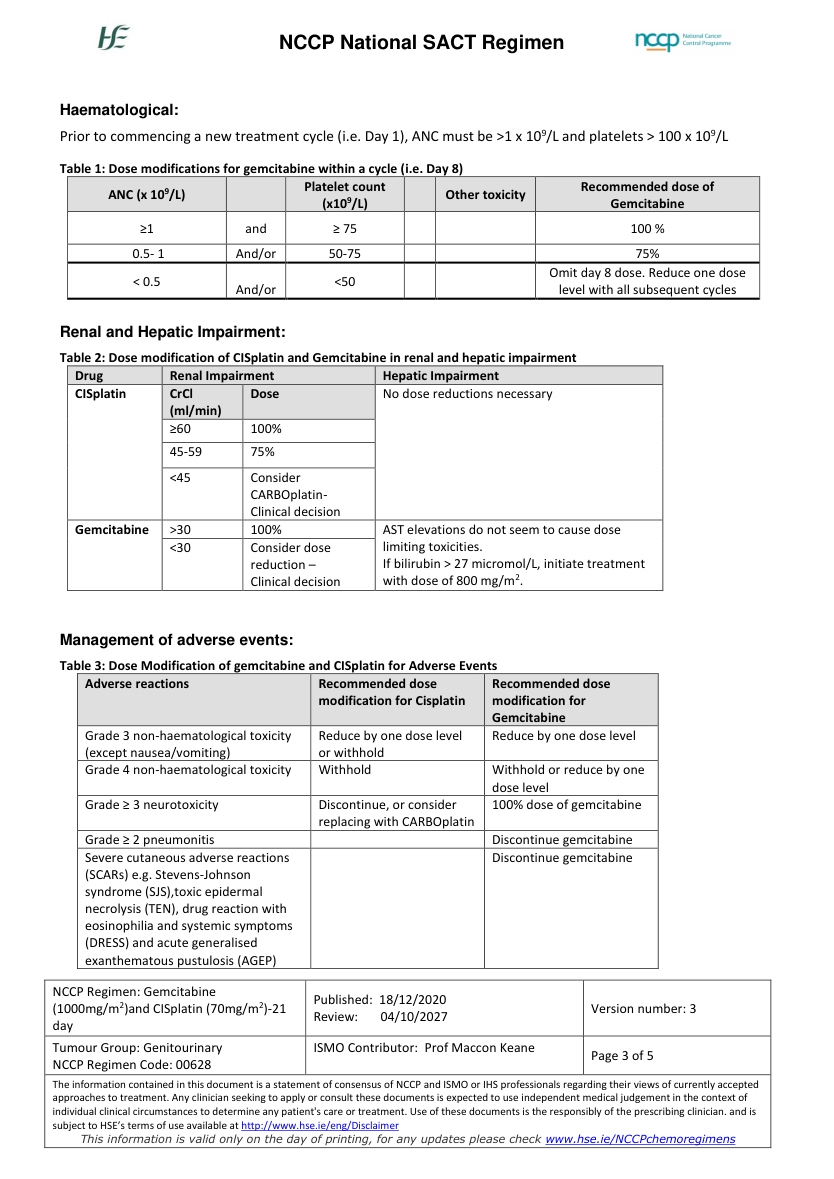 HE
NCCP National SACT Regimen
nccp National Cancer
Control Programme
Haematological:
Prior to commencing a new treatment cycle (i.e. Day 1), ANC must be >1 x 10⁹/L and platelets > 100 x 10⁹/L
Table 1: Dose modifications for gemcitabine within a cycle (i.e. Day 8)
ANC (x 10⁹/L) Platelet count (x10⁹/L) Other toxicity Recommended dose of Gemcitabine
≥1 and ≥ 75 100 %
0.5- 1 And/or 50-75 75%
< 0.5 And/or <50 Omit day 8 dose. Reduce one dose
level with all subsequent cycles
Renal and Hepatic Impairment:
Table 2: Dose modification of CISplatin and Gemcitabine in renal and hepatic impairment
Drug Renal Impairment Hepatic Impairment
CISplatin CrCl (ml/min) Dose No dose reductions necessary
≥60 100%
45-59 75%
<45 Consider
CARBOplatin-
Clinical decision
Gemcitabine >30 100% AST elevations do not seem to cause dose
limiting toxicities.
If bilirubin > 27 micromol/L, initiate treatment
with dose of 800 mg/m².
<30 Consider dose
reduction –
Clinical decision
Management of adverse events:
Table 3: Dose Modification of gemcitabine and CISplatin for Adverse Events
Adverse reactions
Recommended dose
modification for Cisplatin
Recommended dose
modification for
Gemcitabine
Grade 3 non-haematological toxicity
(except nausea/vomiting)
Reduce by one dose level
or withhold
Reduce by one dose level
Grade 4 non-haematological toxicity
Withhold
Withhold or reduce by one
dose level
Grade ≥ 3 neurotoxicity
Discontinue, or consider
replacing with CARBOplatin
100% dose of gemcitabine
Grade ≥ 2 pneumonitis
Discontinue gemcitabine
Severe cutaneous adverse reactions
(SCARs) e.g. Stevens-Johnson
syndrome (SJS),toxic epidermal
necrolysis (TEN), drug reaction with
eosinophilia and systemic symptoms
(DRESS) and acute generalised
exanthematous pustulosis (AGEP)
Discontinue gemcitabine
NCCP Regimen: Gemcitabine
(1000mg/m²)and CISplatin (70mg/m²)-21
day
Published: 18/12/2020
Review: 04/10/2027
Version number: 3
Tumour Group: Genitourinary
NCCP Regimen Code: 00628
ISMO Contributor: Prof Maccon Keane
Page 3 of 5
The information contained in this document is a statement of consensus of NCCP and ISMO or IHS professionals regarding their views of currently accepted
approaches to treatment. Any clinician seeking to apply or consult these documents is expected to use independent medical judgement in the context of
individual clinical circumstances to determine any patient's care or treatment. Use of these documents is the responsibly of the prescribing clinician. and is
subject to HSE's terms of use available at http://www.hse.ie/eng/Disclaimer
This information is valid only on the day of printing, for any updates please check www.hse.ie/NCCPchemoregimens